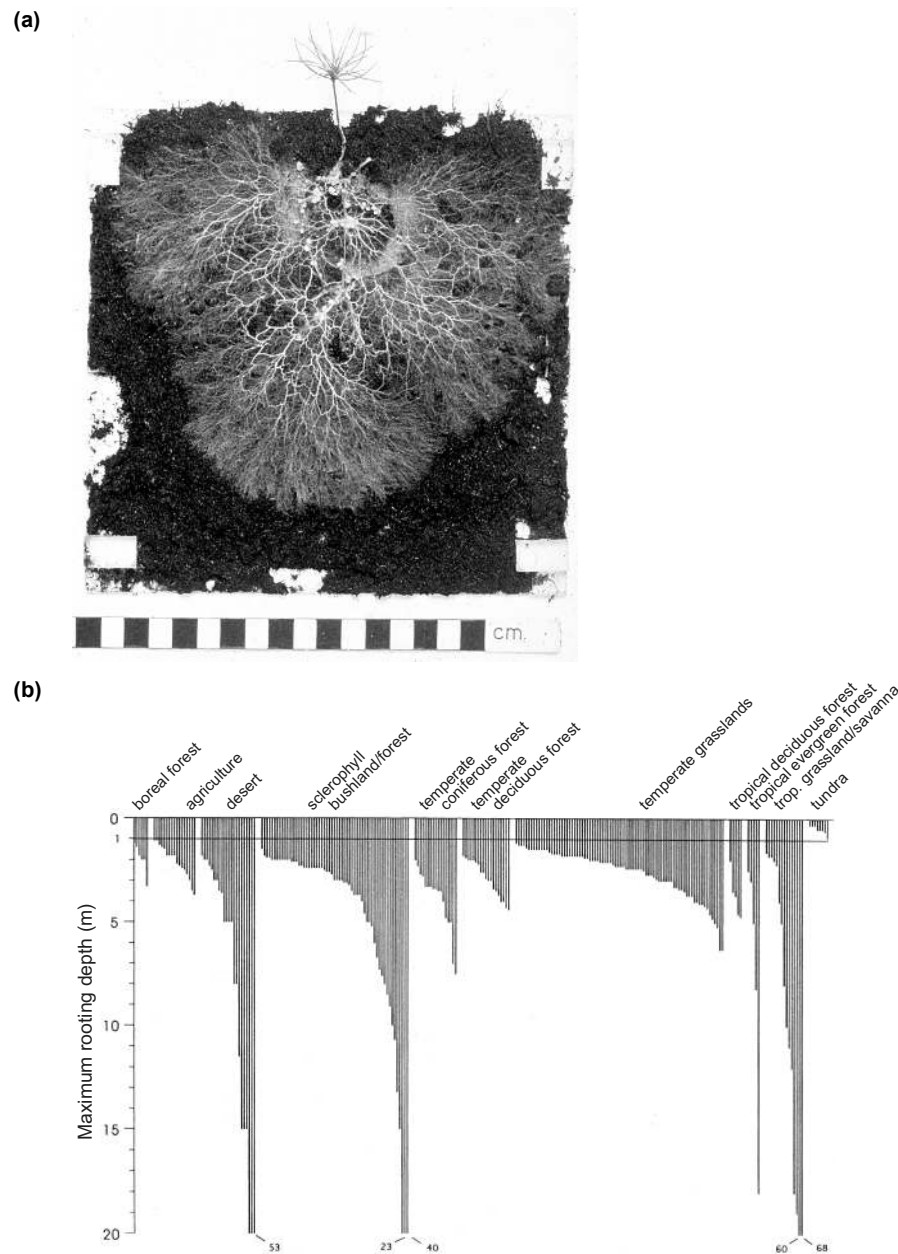 (a)
cm.
(b)
boreal forest
agriculture
desert
sclerophyll
bushland/forest
temperate
coniferous forest
temperate
deciduous forest
temperate grasslands
tropical deciduous forest
tropical evergreen forest
trop. grassland/savanna
tundra
Maximum rooting depth (m)
0
1
5
10
15
20
53
23
40
60
68